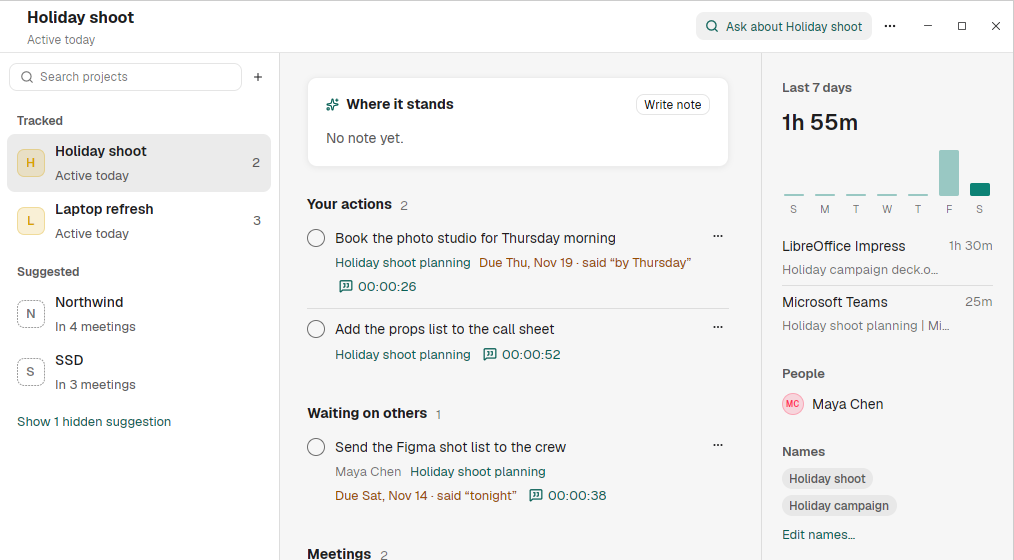 Holiday shoot
Active today
Ask about Holiday shoot
Search projects
Tracked
H
Holiday shoot
Active today
2
L
Laptop refresh
Active today
3
Suggested
N
Northwind
In 4 meetings
S
SSD
In 3 meetings
Show 1 hidden suggestion
Where it stands
Write note
No note yet.
Your actions 2
Book the photo studio for Thursday morning
Holiday shoot planning Due Thu, Nov 19 · said “by Thursday”
00:00:26
Add the props list to the call sheet
Holiday shoot planning 00:00:52
Waiting on others 1
Send the Figma shot list to the crew
Maya Chen Holiday shoot planning
Due Sat, Nov 14 · said “tonight” 00:00:38
Meetings 2
Last 7 days
1h 55m
S M T W T F S
LibreOffice Impress 1h 30m
Holiday campaign deck.o...
Microsoft Teams 25m
Holiday shoot planning | Mi...
People
MC Maya Chen
Names
Holiday shoot
Holiday campaign
Edit names...